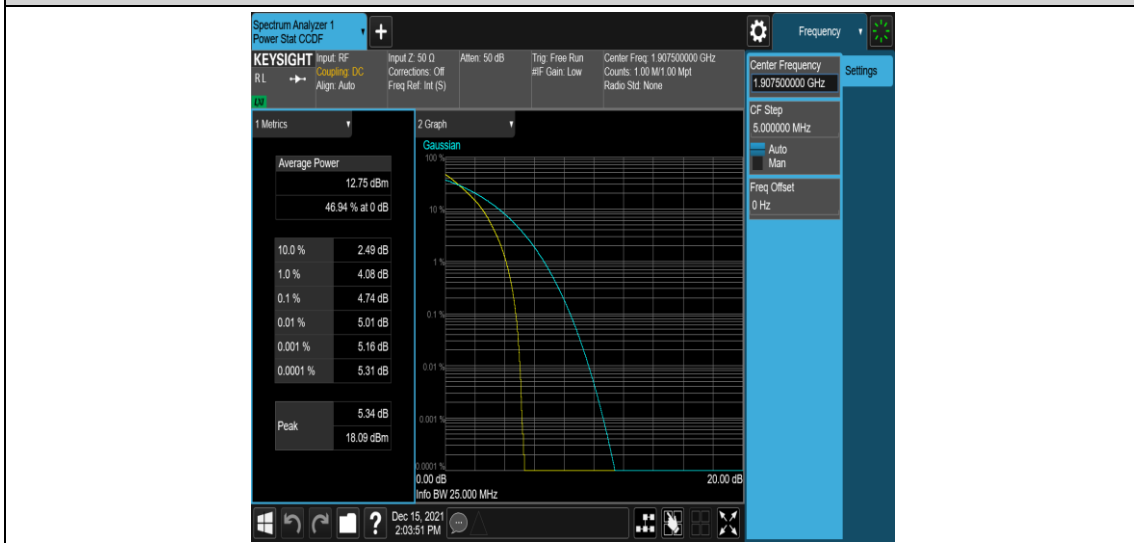 Spectrum Analyzer 1
Power Stat CCDF
+
Frequency
KEYSIGHT
RL
LXI
Input: RF
Coupling: DC
Align: Auto
Input Z: 50 Ω
Corrections: Off
Freq Ref: Int (S)
Atten: 50 dB
Trig: Free Run
#IF Gain: Low
Center Freq: 1.907500000 GHz
Counts: 1.00 M/1.00 Mpt
Radio Std: None
Center Frequency
1.907500000 GHz
Settings
CF Step
5.000000 MHz
Auto
Man
Freq Offset
0 Hz
1 Metrics
Average Power
12.75 dBm
46.94 % at 0 dB
10.0 % 2.49 dB
1.0 % 4.08 dB
0.1 % 4.74 dB
0.01 % 5.01 dB
0.001 % 5.16 dB
0.0001 % 5.31 dB
Peak 5.34 dB
18.09 dBm
2 Graph
Gaussian
100 %
10 %
1 %
0.1 %
0.01 %
0.001 %
0.0001 %
0.00 dB 20.00 dB
Info BW 25.000 MHz
?
Dec 15, 2021
2:03:51 PM